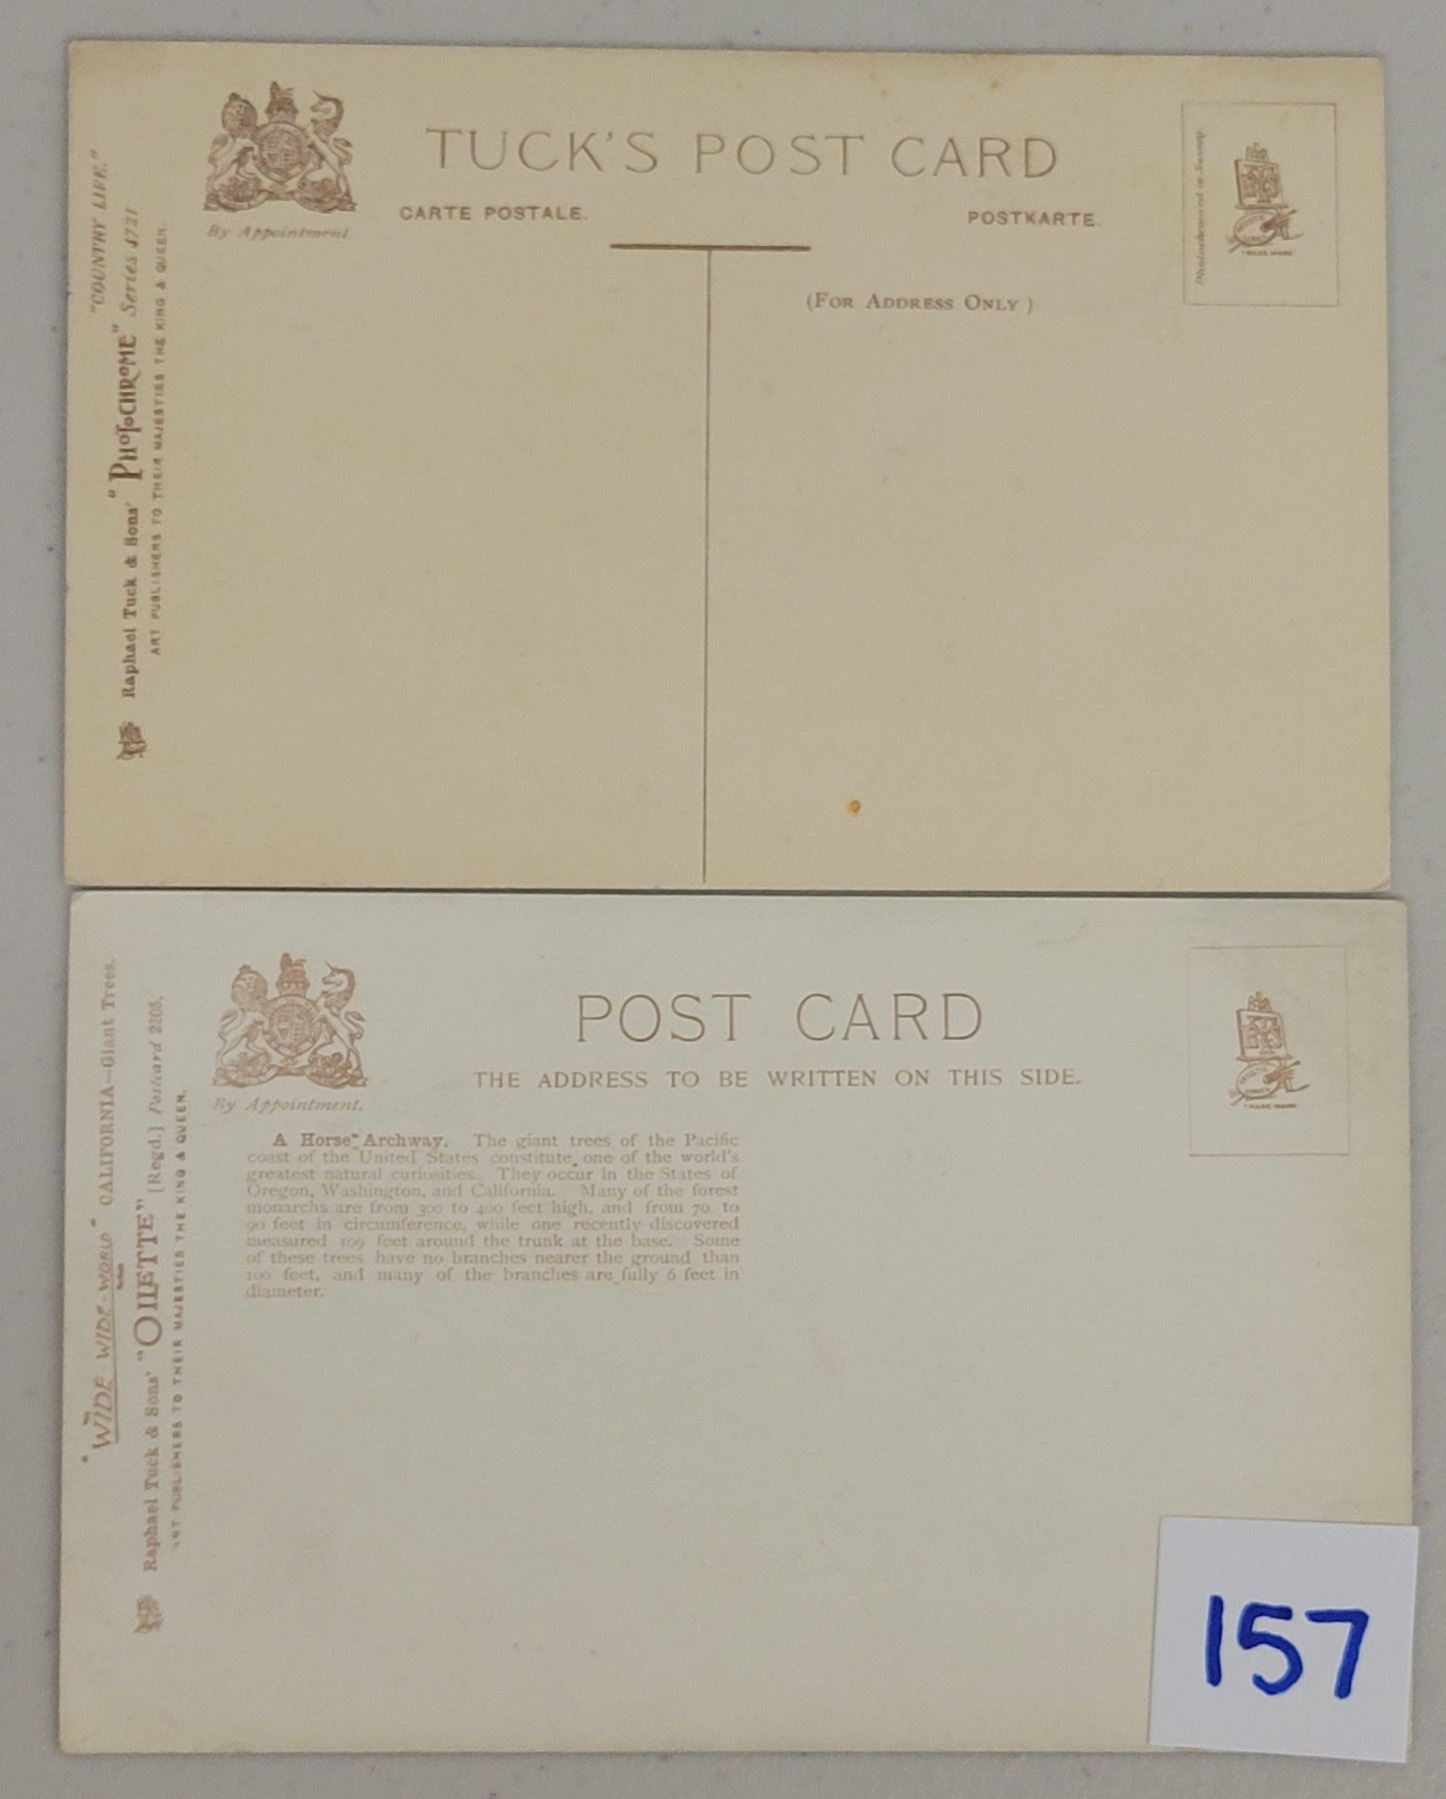 TUCK'S POST CARD
CARTE POSTALE.
POSTKARTE.
By Appointment.
(FOR ADDRESS ONLY)
"COUNTRY LIFE."
Raphael Tuck & Sons' "PHOTOCHROME" Series 4721
ART PUBLISHERS TO THEIR MAJESTIES THE KING & QUEEN.
TRADE MARK
POST CARD
THE ADDRESS TO BE WRITTEN ON THIS SIDE.
By Appointment.
A Horse Archway. The giant trees of the Pacific
coast of the United States constitute one of the world's
greatest natural curiosities. They occur in the States of
Oregon, Washington, and California. Many of the forest
monarchs are from 300 to 400 feet high, and from 70 to
90 feet in circumference, while one recently discovered
measured 109 feet around the trunk at the base. Some
of these trees have no branches nearer the ground than
100 feet, and many of the branches are fully 6 feet in
diameter.
"WIDE-WIDE-WORLD" CALIFORNIA—Giant Trees.
Raphael Tuck & Sons' "OILETTE" [Regd.] Postcard 2205.
ART PUBLISHERS TO THEIR MAJESTIES THE KING & QUEEN.
TRADE MARK
157